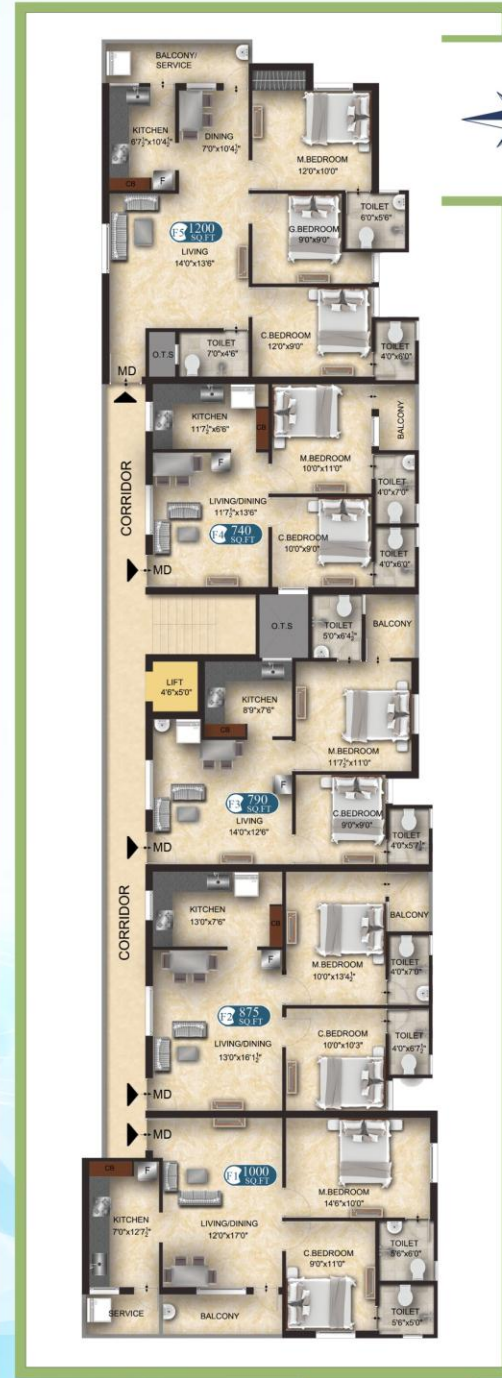 BALCONY/
SERVICE
KITCHEN
6'7½"x10'4½"
DINING
7'0"x10'4½"
M.BEDROOM
12'0"x10'0"
CB
F
TOILET
6'0"x5'6"
G.BEDROOM
9'0"x9'0"
F5 1200
SQ.FT
LIVING
14'0"x13'6"
C.BEDROOM
12'0"x9'0"
O.T.S
TOILET
7'0"x4'6"
TOILET
4'0"x6'0"
MD
KITCHEN
11'7½"x6'6"
CB
BALCONY
F
M.BEDROOM
10'0"x11'0"
CORRIDOR
TOILET
4'0"x7'0"
LIVING/DINING
11'7½"x13'6"
F4 740
SQ.FT
C.BEDROOM
10'0"x9'0"
TOILET
4'0"x6'0"
MD
O.T.S
TOILET
5'0"x6'4½"
BALCONY
LIFT
4'6"x5'0"
KITCHEN
8'9"x7'6"
CB
M.BEDROOM
11'7½"x11'0"
F
F3 790
SQ.FT
LIVING
14'0"x12'6"
C.BEDROOM
9'0"x9'0"
TOILET
4'0"x5'7½"
MD
CORRIDOR
KITCHEN
13'0"x7'6"
CB
BALCONY
F
M.BEDROOM
10'0"x13'4½"
TOILET
4'0"x7'0"
F2 875
SQ.FT
LIVING/DINING
13'0"x16'1½"
C.BEDROOM
10'0"x10'3"
TOILET
4'0"x6'7½"
MD
MD
CB
F
F1 1000
SQ.FT
M.BEDROOM
14'6"x10'0"
KITCHEN
7'0"x12'7½"
LIVING/DINING
12'0"x17'0"
C.BEDROOM
9'0"x11'0"
TOILET
8'6"x6'0"
SERVICE
BALCONY
TOILET
5'6"x5'0"